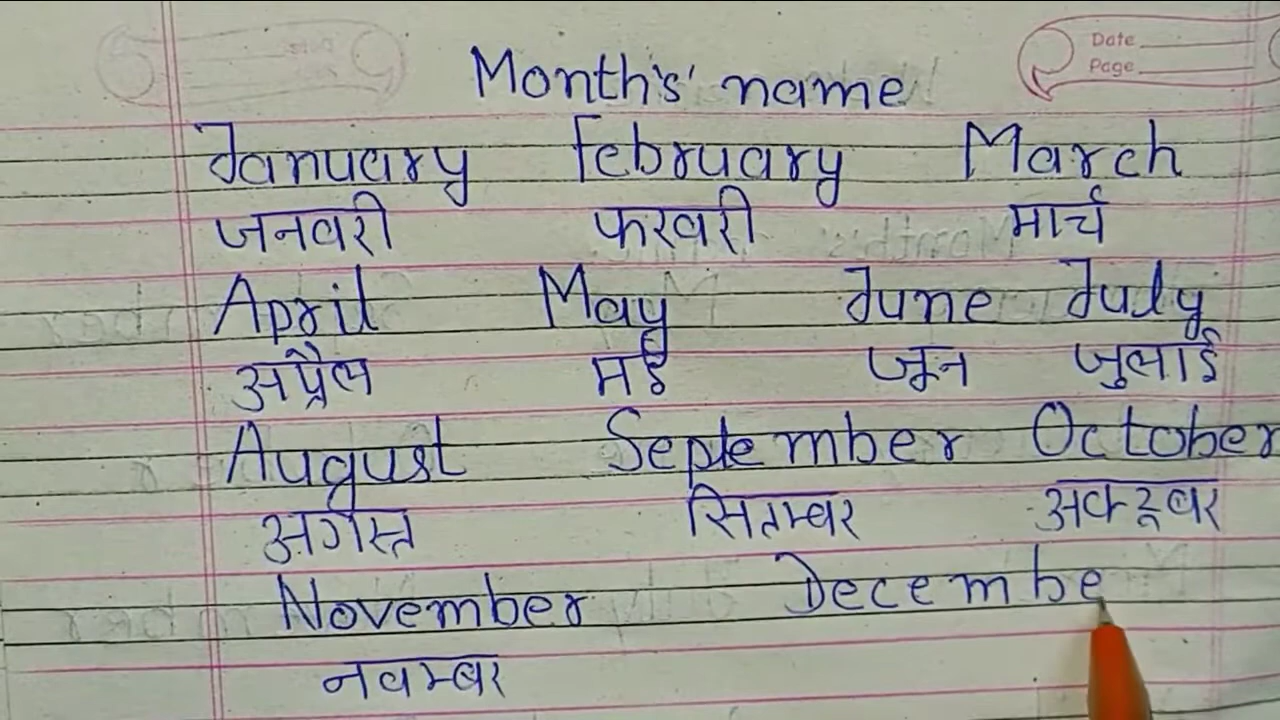 Date
Page
Month's' name
January February March
जनवरी फरवरी मार्च
April May June July
अप्रैल मई जून जुलाई
August September October
अगस्त सितम्बर अक्टूबर
November Decembe
नवम्बर